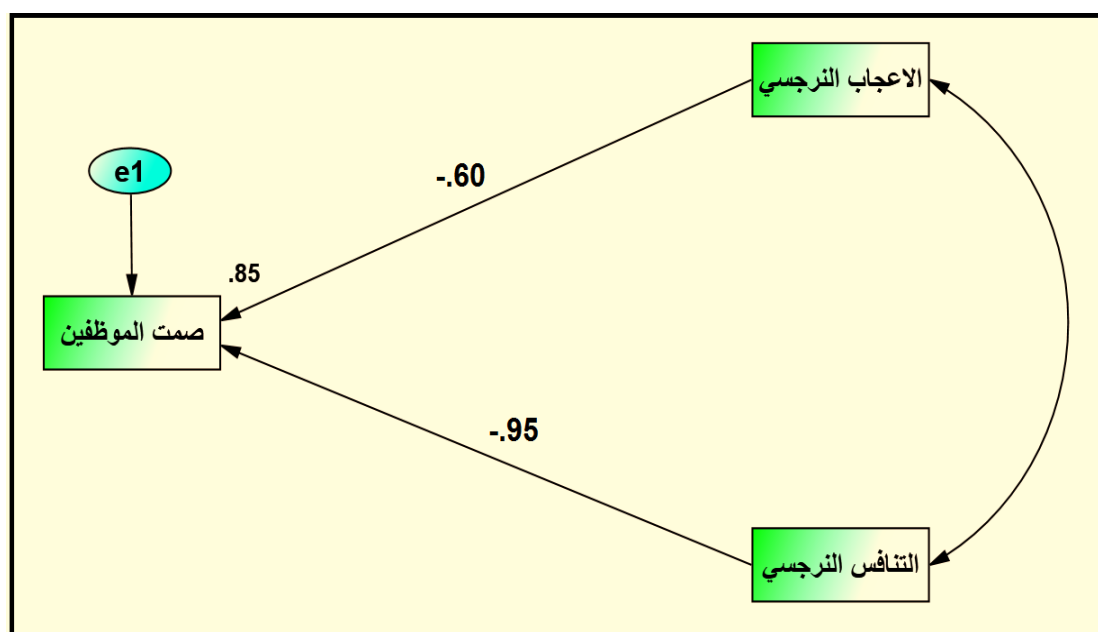 الاعجاب النرجسي
-.60
e1
.85
صمت الموظفين
-.95
التنافس النرجسي